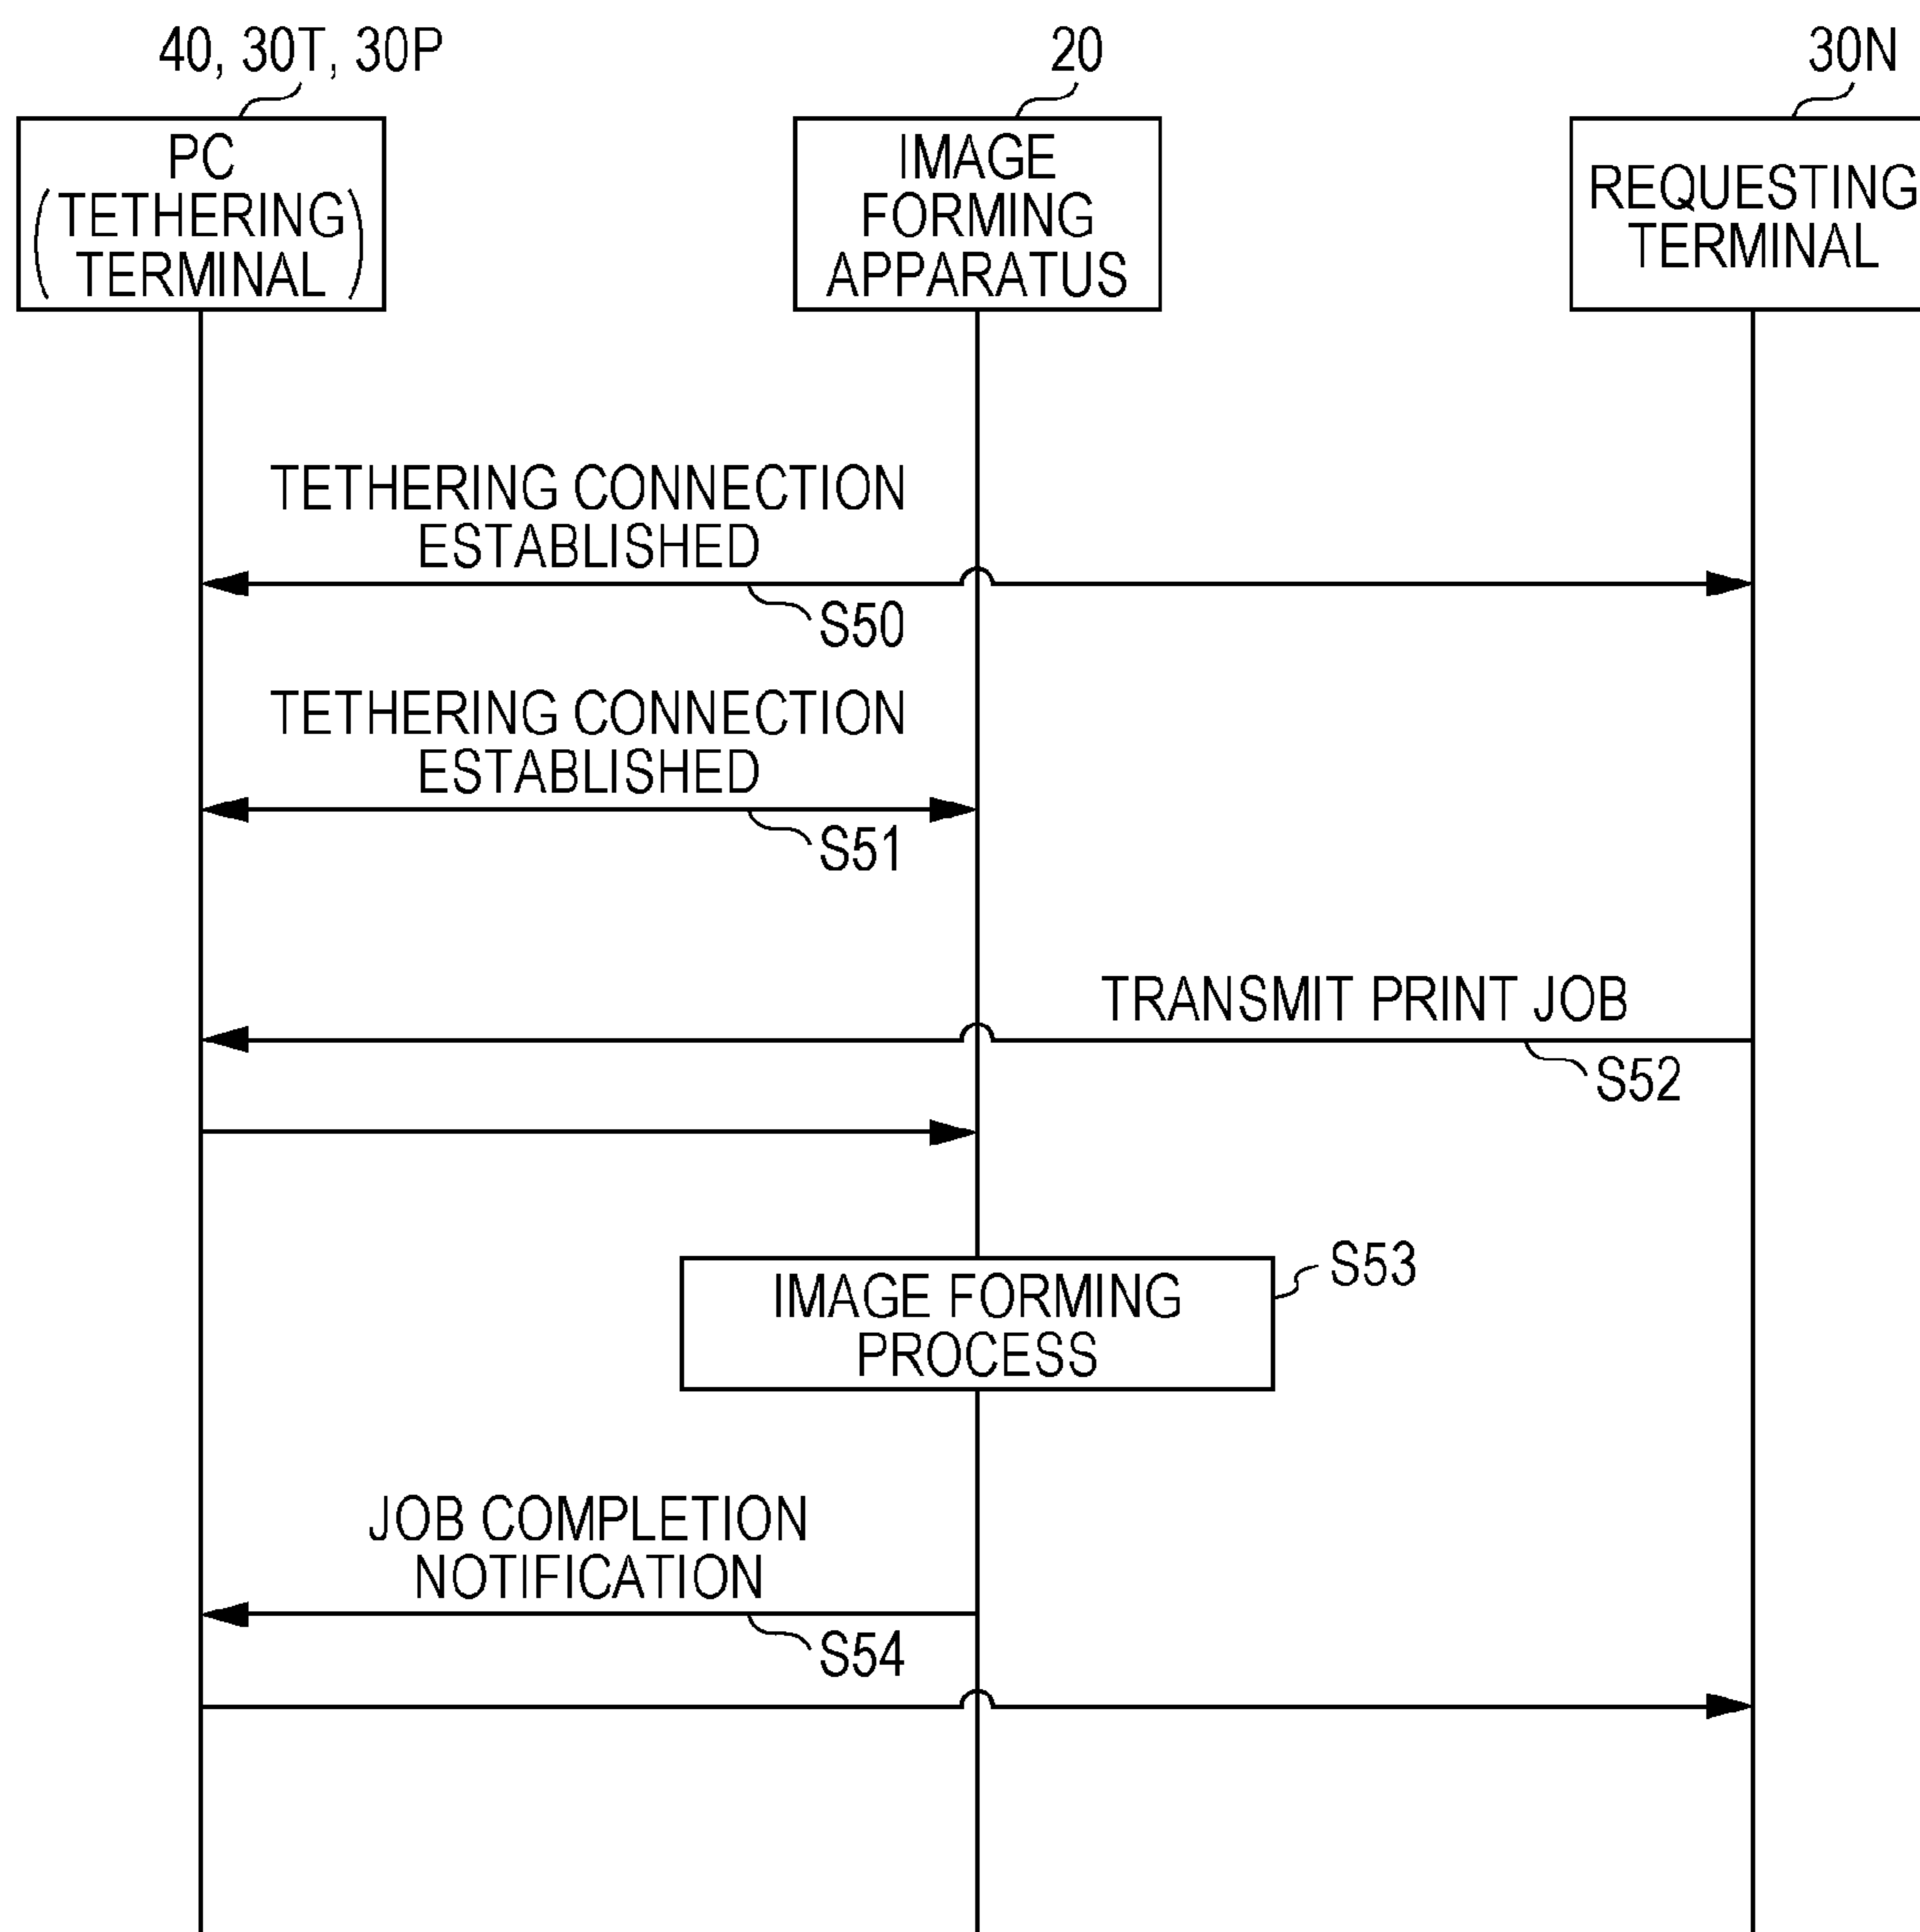 40, 30T, 30P
20
30N
PC
(TETHERING
TERMINAL)
IMAGE
FORMING
APPARATUS
REQUESTING
TERMINAL
TETHERING CONNECTION
ESTABLISHED
S50
TETHERING CONNECTION
ESTABLISHED
S51
TRANSMIT PRINT JOB
S52
IMAGE FORMING
PROCESS
S53
JOB COMPLETION
NOTIFICATION
S54